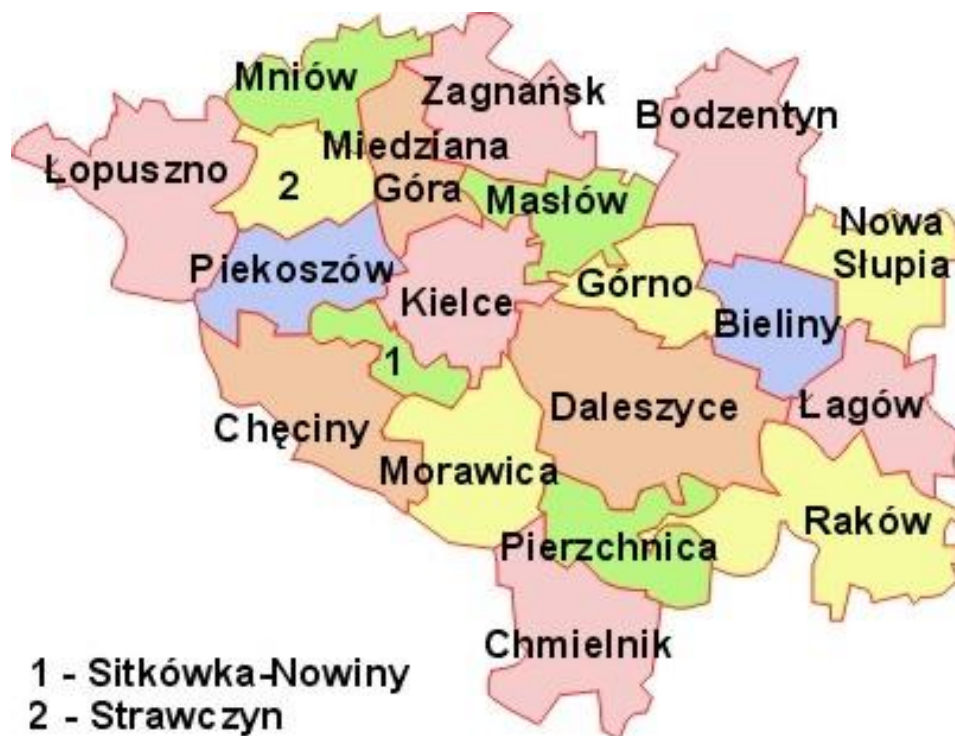 Mniów
Zagnańsk
Bodzentyn
Łopuszno
2
Miedziana
Góra
Masłów
Nowa
Słupia
Piekoszów
Kielce
Górno
Bieliny
1
Chęciny
Daleszyce
Łagów
Morawica
Raków
Pierzchnica
Chmielnik
1 - Sitkówka-Nowiny
2 - Strawczyn